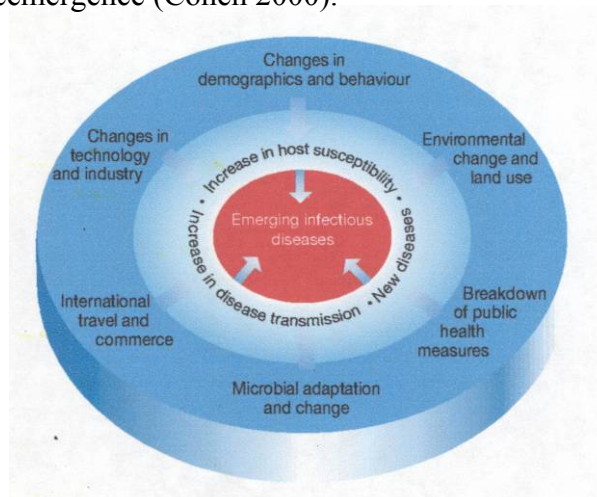 (Cohen 2000).
Changes in
demographics and behaviour
Changes in
technology
and industry
Environmental
change and
land use
• Increase in host susceptibility •
Emerging infectious
diseases
New diseases •
Increase in disease transmission •
International
travel and
commerce
Breakdown
of public
health
measures
Microbial adaptation
and change